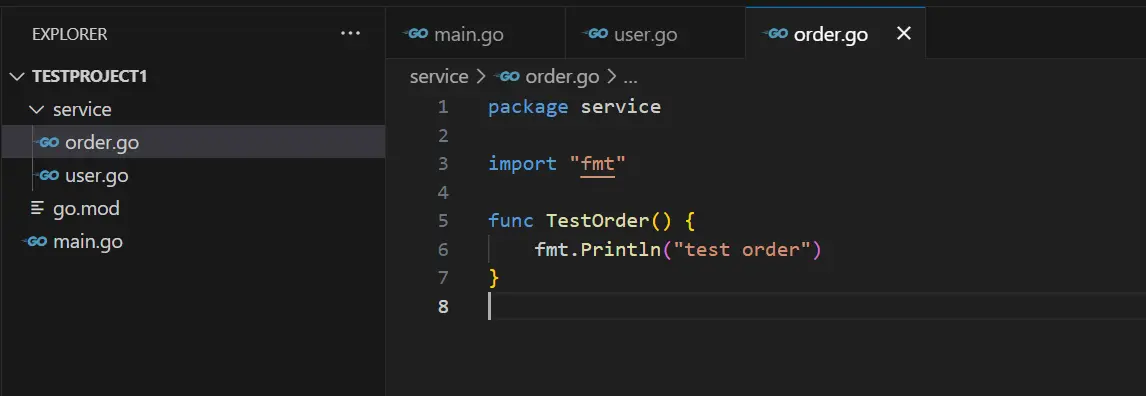 EXPLORER ...
TESTPROJECT1
service
GO order.go
GO user.go
go.mod
GO main.go
GO main.go GO user.go GO order.go
service > GO order.go > ...
1 package service
2
3 import "fmt"
4
5 func TestOrder() {
6 fmt.Println("test order")
7 }
8